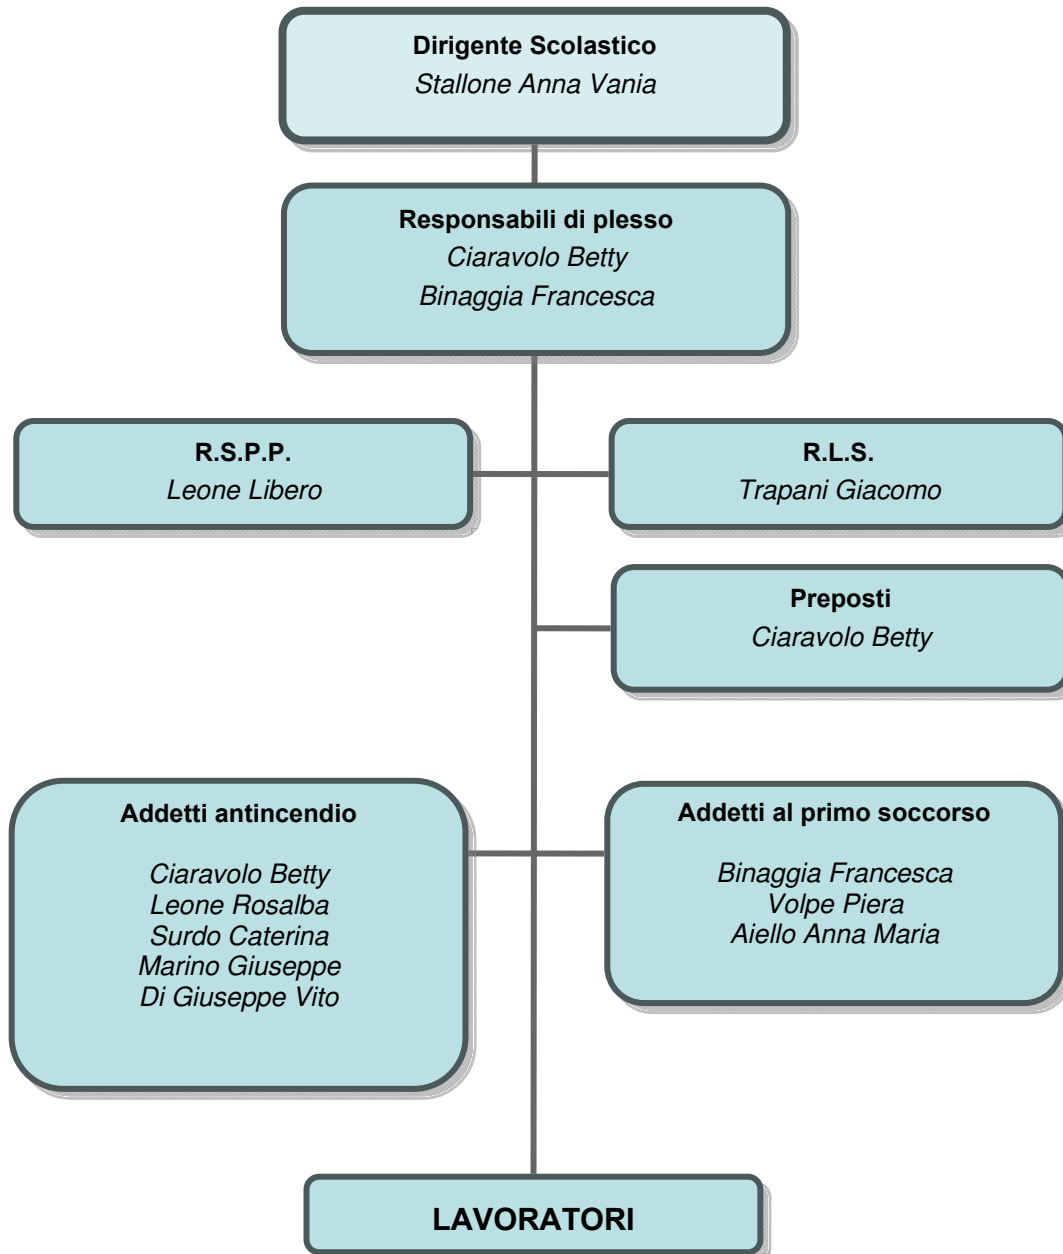 Dirigente Scolastico
Stallone Anna Vania
Responsabili di plesso
Ciaravolo Betty
Binaggia Francesca
R.S.P.P.
Leone Libero
R.L.S.
Trapani Giacomo
Preposti
Ciaravolo Betty
Addetti antincendio
Ciaravolo Betty
Leone Rosalba
Surdo Caterina
Marino Giuseppe
Di Giuseppe Vito
Addetti al primo soccorso
Binaggia Francesca
Volpe Piera
Aiello Anna Maria
LAVORATORI